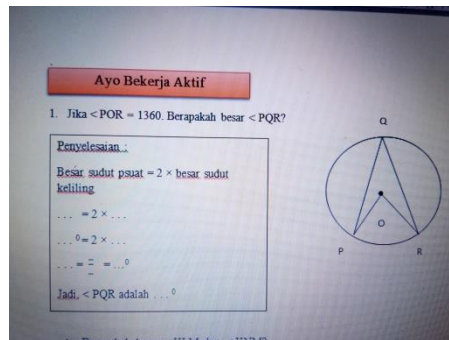 Ayo Bekerja Aktif
1. Jika < POR = 1360. Berapakah besar < PQR?
Penyelesaian :
Besar sudut psuat = 2 × besar sudut
keliling
... = 2 × ...
...⁰ = 2 × ...
... = — = ...⁰
Jadi, < PQR adalah ...⁰
Q
O
P
R